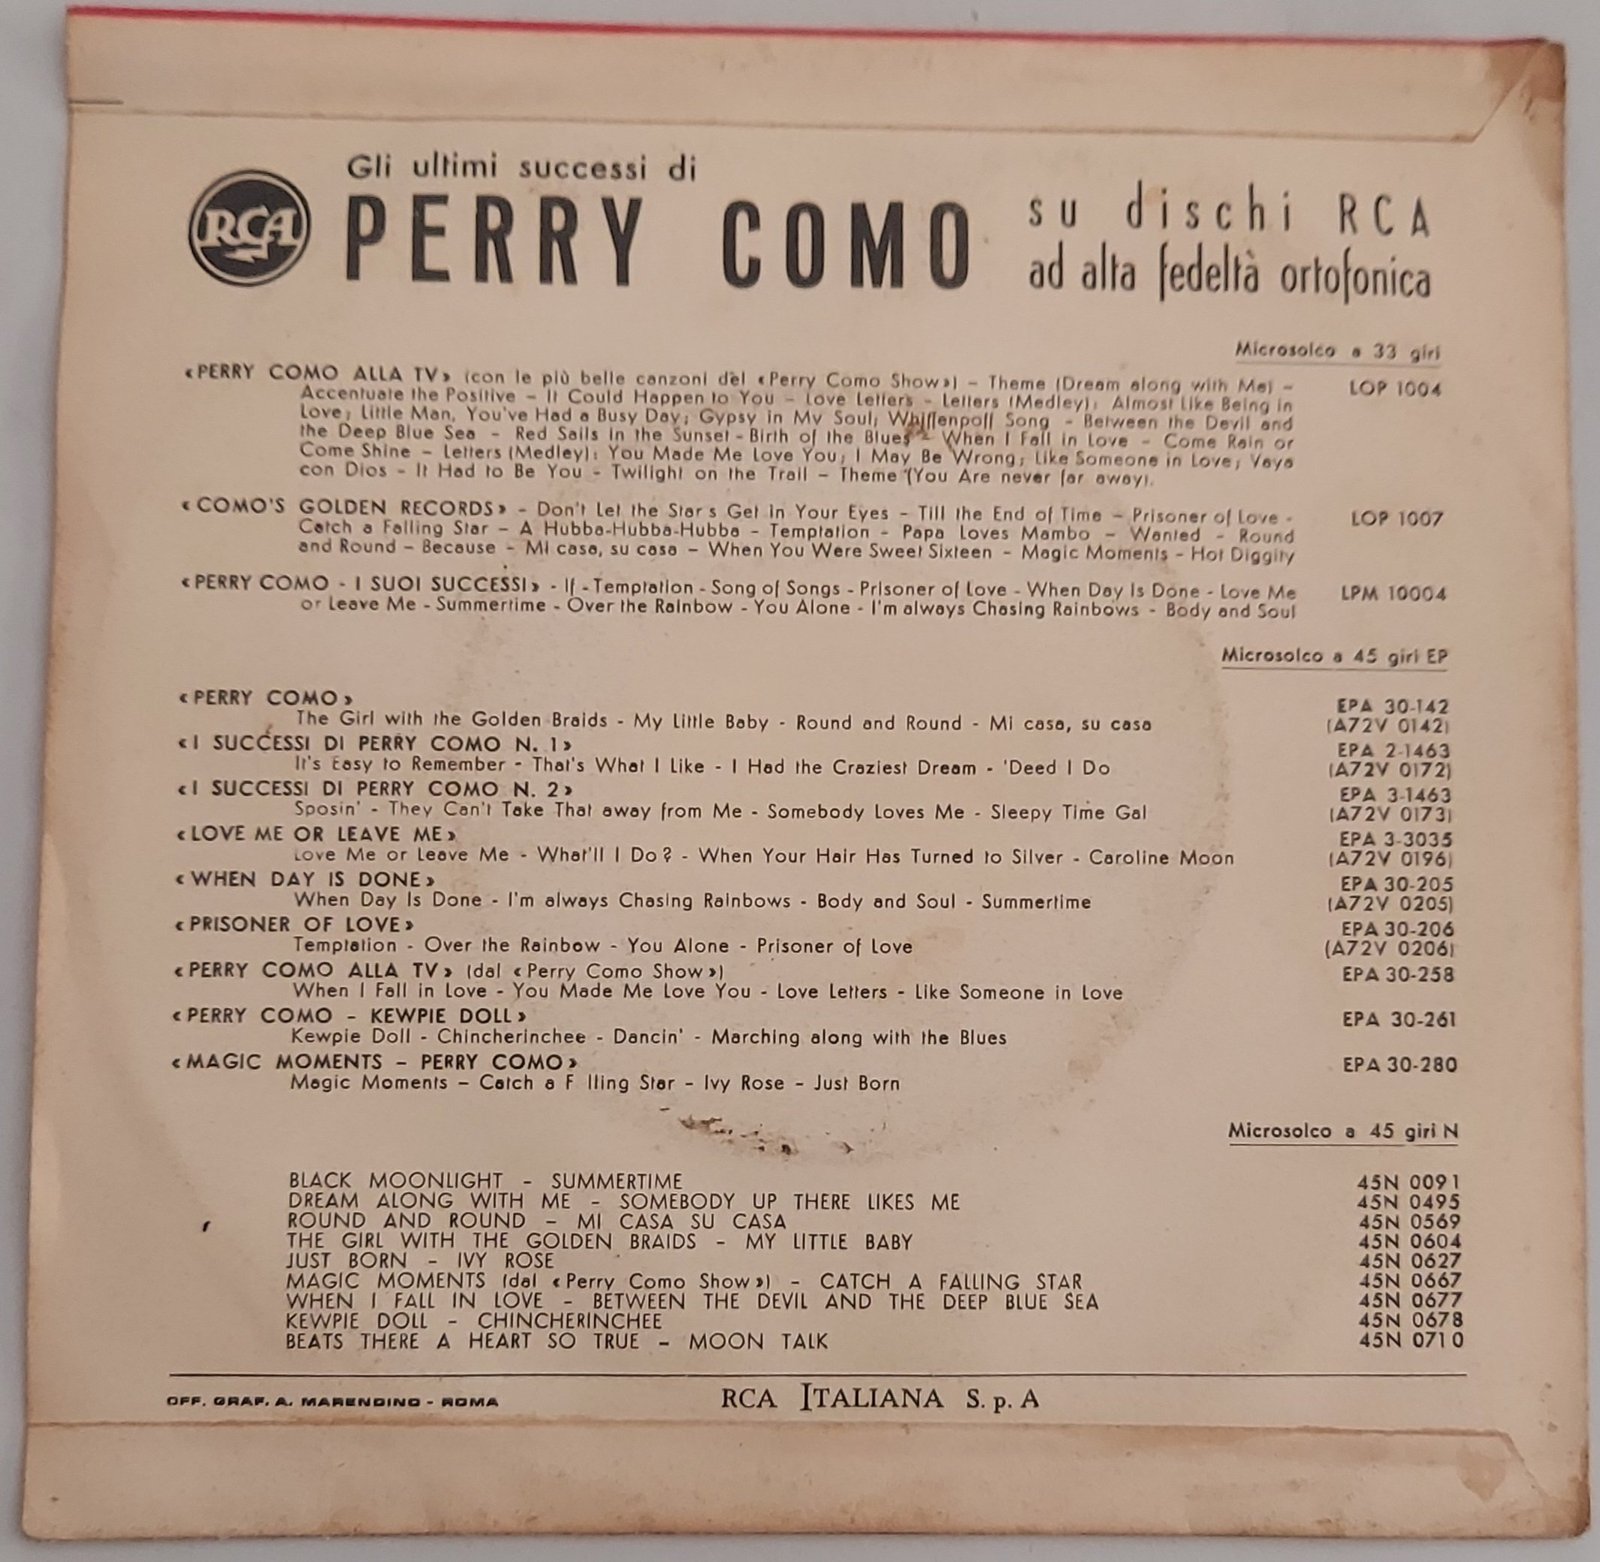 RCA
Gli ultimi successi di
PERRY COMO
su dischi RCA
ad alta fedeltà ortofonica
Microsolco a 33 giri
«PERRY COMO ALLA TV» (con le più belle canzoni del «Perry Como Show») – Theme (Dream along with Me) – LOP 1004
Accentuate the Positive – It Could Happen to You – Love Letters – Letters (Medley): Almost Like Being in
Love; Little Man, You've Had a Busy Day; Gypsy in My Soul; Whiffenpoff Song – Between the Devil and
the Deep Blue Sea – Red Sails In the Sunset - Birth of the Blues – When I Fall in Love – Come Rain or
Come Shine – Letters (Medley): You Made Me Love You; I May Be Wrong; Like Someone in Love; Vaya
con Dios – It Had to Be You – Twilight on the Trail – Theme (You Are never far away).
«COMO'S GOLDEN RECORDS» – Don't Let the Stars Get in Your Eyes – Till the End of Time – Prisoner of Love - LOP 1007
Catch a Falling Star – A Hubba-Hubba-Hubba – Temptation – Papa Loves Mambo – Wanted – Round
and Round – Because – Mi casa, su casa – When You Were Sweet Sixteen – Magic Moments - Hot Diggity
«PERRY COMO - I SUOI SUCCESSI» - If - Temptation - Song of Songs - Prisoner of Love - When Day Is Done - Love Me LPM 10004
or Leave Me - Summertime - Over the Rainbow - You Alone - I'm always Chasing Rainbows - Body and Soul
Microsolco a 45 giri EP
«PERRY COMO» EPA 30-142
The Girl with the Golden Braids - My Little Baby - Round and Round - Mi casa, su casa (A72V 0142)
«I SUCCESSI DI PERRY COMO N. 1» EPA 2-1463
It's Easy to Remember - That's What I Like - I Had the Craziest Dream - 'Deed I Do (A72V 0172)
«I SUCCESSI DI PERRY COMO N. 2» EPA 3-1463
Sposin' - They Can't Take That away from Me - Somebody Loves Me - Sleepy Time Gal (A72V 0173)
«LOVE ME OR LEAVE ME» EPA 3-3035
Love Me or Leave Me - What'll I Do? - When Your Hair Has Turned to Silver - Caroline Moon (A72V 0196)
«WHEN DAY IS DONE» EPA 30-205
When Day Is Done - I'm always Chasing Rainbows - Body and Soul - Summertime (A72V 0205)
«PRISONER OF LOVE» EPA 30-206
Temptation - Over the Rainbow - You Alone - Prisoner of Love (A72V 0206)
«PERRY COMO ALLA TV» (dal «Perry Como Show») EPA 30-258
When I Fall in Love - You Made Me Love You - Love Letters - Like Someone in Love
«PERRY COMO – KEWPIE DOLL» EPA 30-261
Kewpie Doll - Chincherinchee - Dancin' - Marching along with the Blues
«MAGIC MOMENTS – PERRY COMO» EPA 30-280
Magic Moments – Catch a F lling Star – Ivy Rose – Just Born
Microsolco a 45 giri N
BLACK MOONLIGHT – SUMMERTIME 45N 0091
DREAM ALONG WITH ME – SOMEBODY UP THERE LIKES ME 45N 0495
ROUND AND ROUND – MI CASA SU CASA 45N 0569
THE GIRL WITH THE GOLDEN BRAIDS – MY LITTLE BABY 45N 0604
JUST BORN – IVY ROSE 45N 0627
MAGIC MOMENTS (dal «Perry Como Show») – CATCH A FALLING STAR 45N 0667
WHEN I FALL IN LOVE – BETWEEN THE DEVIL AND THE DEEP BLUE SEA 45N 0677
KEWPIE DOLL – CHINCHERINCHEE 45N 0678
BEATS THERE A HEART SO TRUE – MOON TALK 45N 0710
OFF. GRAF. A. MARENDINO - ROMA
RCA ITALIANA S. p. A